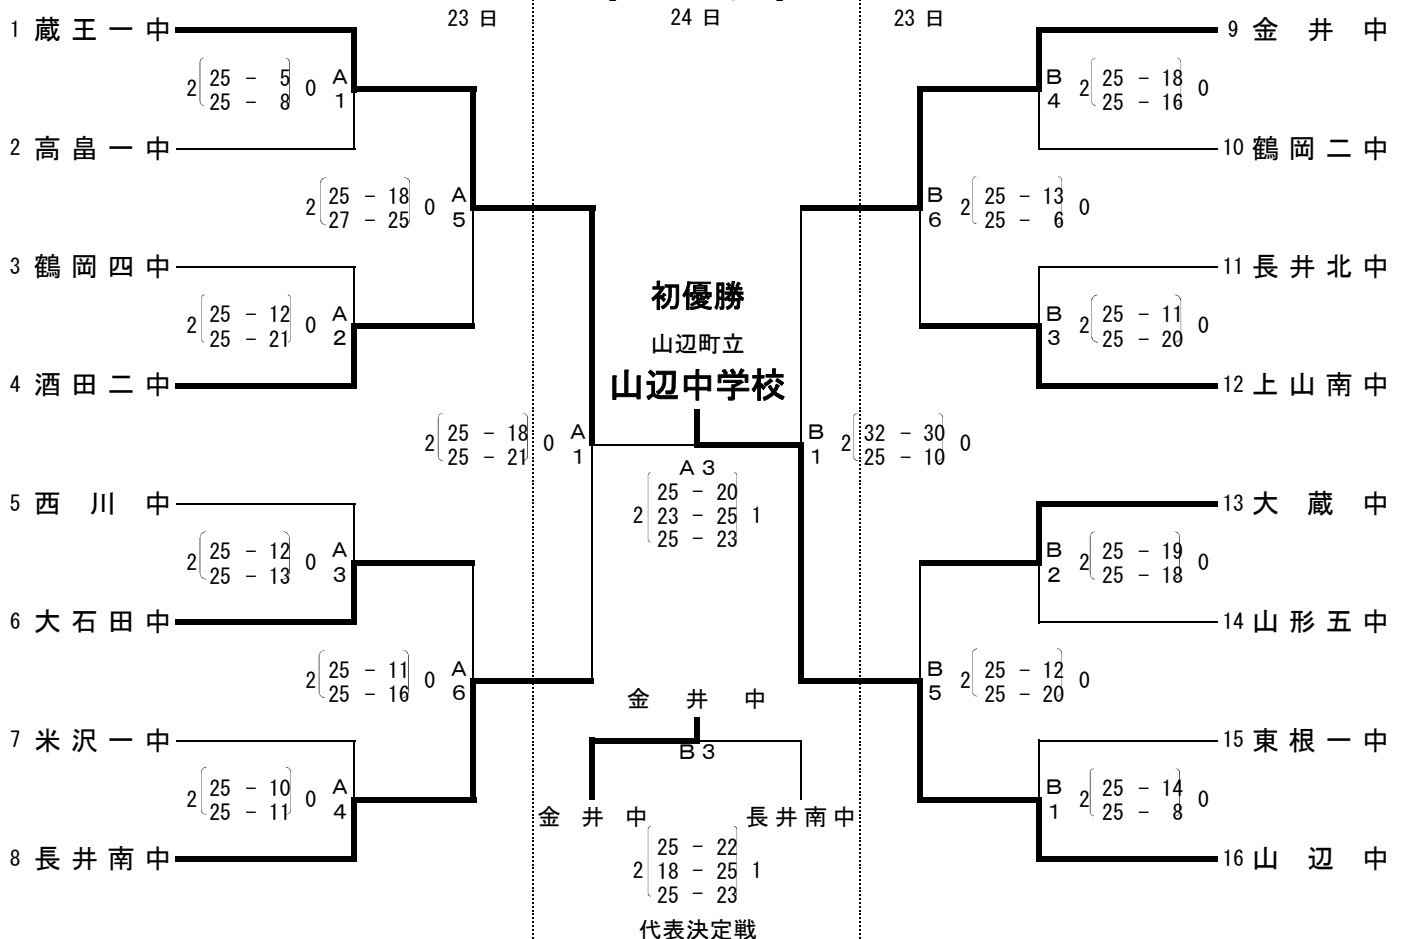 23 日
24 日
23 日
1 蔵王一中
2 [25 － 5 0 A
25 － 8] 1
2 高畠一中
2 [25 － 18 0 A
27 － 25] 5
3 鶴岡四中
2 [25 － 12 0 A
25 － 21] 2
4 酒田二中
2 [25 － 18 0 A
25 － 21] 1
5 西川中
2 [25 － 12 0 A
25 － 13] 3
6 大石田中
2 [25 － 11 0 A
25 － 16] 6
7 米沢一中
2 [25 － 10 0 A
25 － 11] 4
8 長井南中
初優勝
山辺町立
山辺中学校
A 3
25 － 20
2 [23 － 25] 1
25 － 23
金井中
B 3
金井中 長井南中
25 － 22
2 [18 － 25] 1
25 － 23
代表決定戦
9 金井中
B 2 [25 － 18 0
4 25 － 16]
10 鶴岡二中
B 2 [25 － 13 0
6 25 － 6]
11 長井北中
B 2 [25 － 11 0
3 25 － 20]
12 上山南中
B 2 [32 － 30 0
1 25 － 10]
13 大蔵中
B 2 [25 － 19 0
2 25 － 18]
14 山形五中
B 2 [25 － 12 0
5 25 － 20]
15 東根一中
B 2 [25 － 14 0
1 25 － 8]
16 山辺中